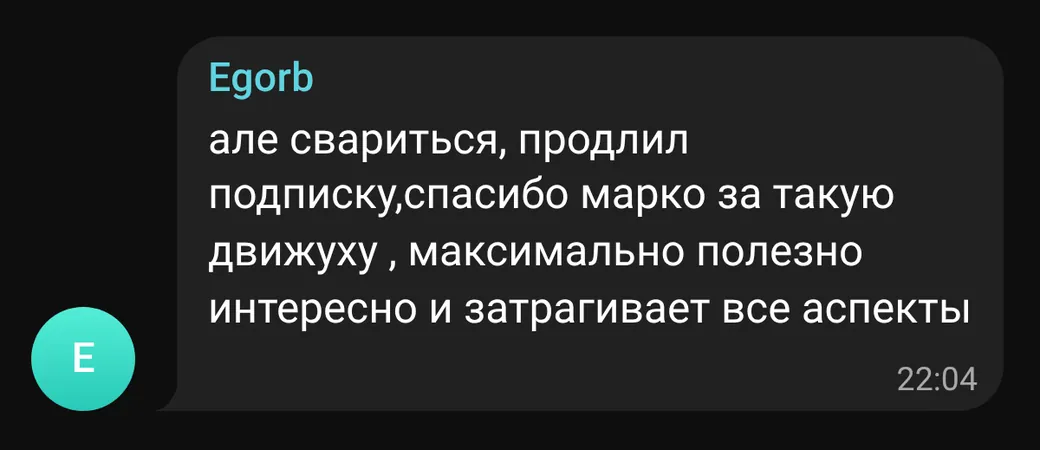 Egorb
але свариться, продлил
подписку,спасибо марко за такую
движуху , максимально полезно
интересно и затрагивает все аспекты
22:04
E